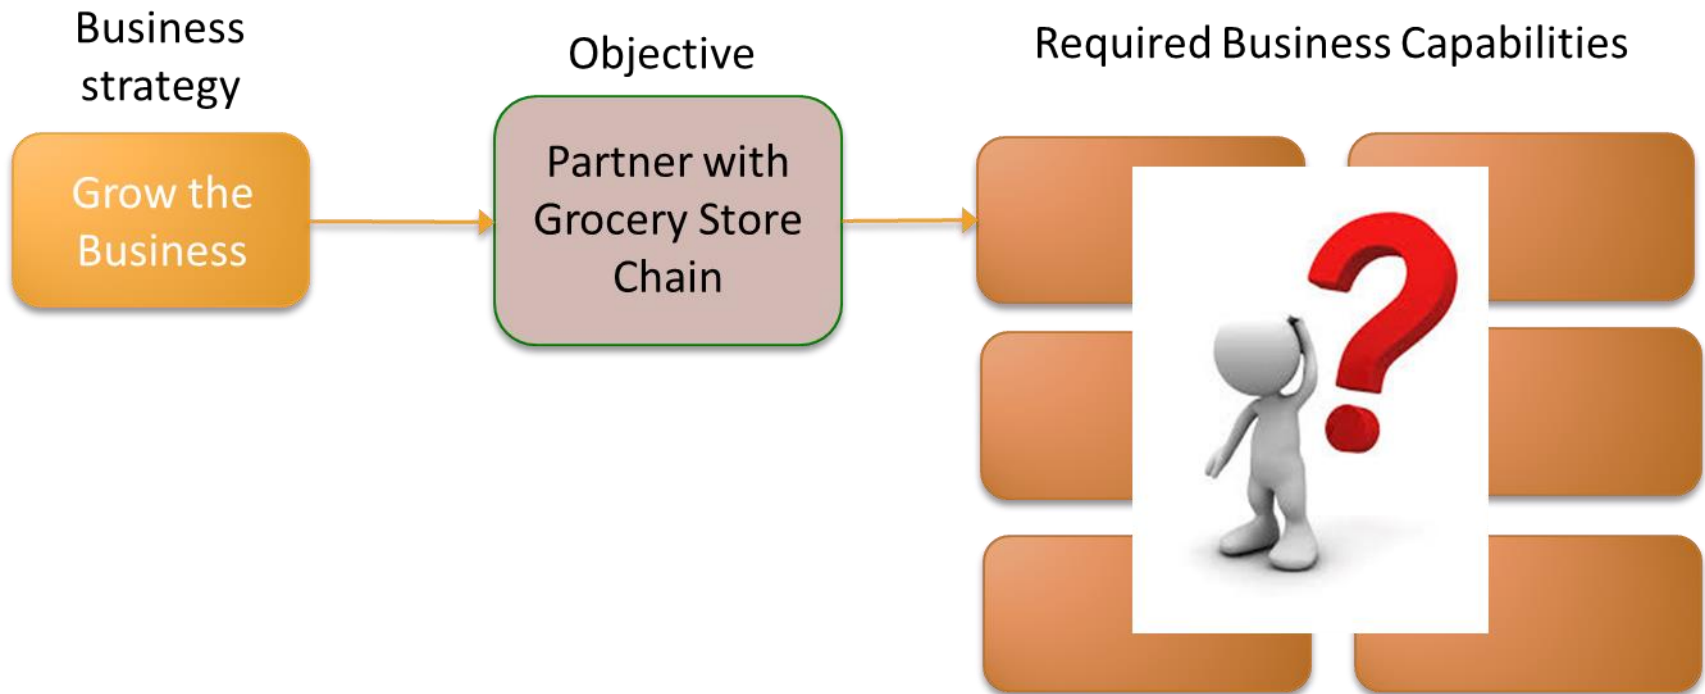 Business
strategy
Grow the
Business
Objective
Partner with
Grocery Store
Chain
Required Business Capabilities
?